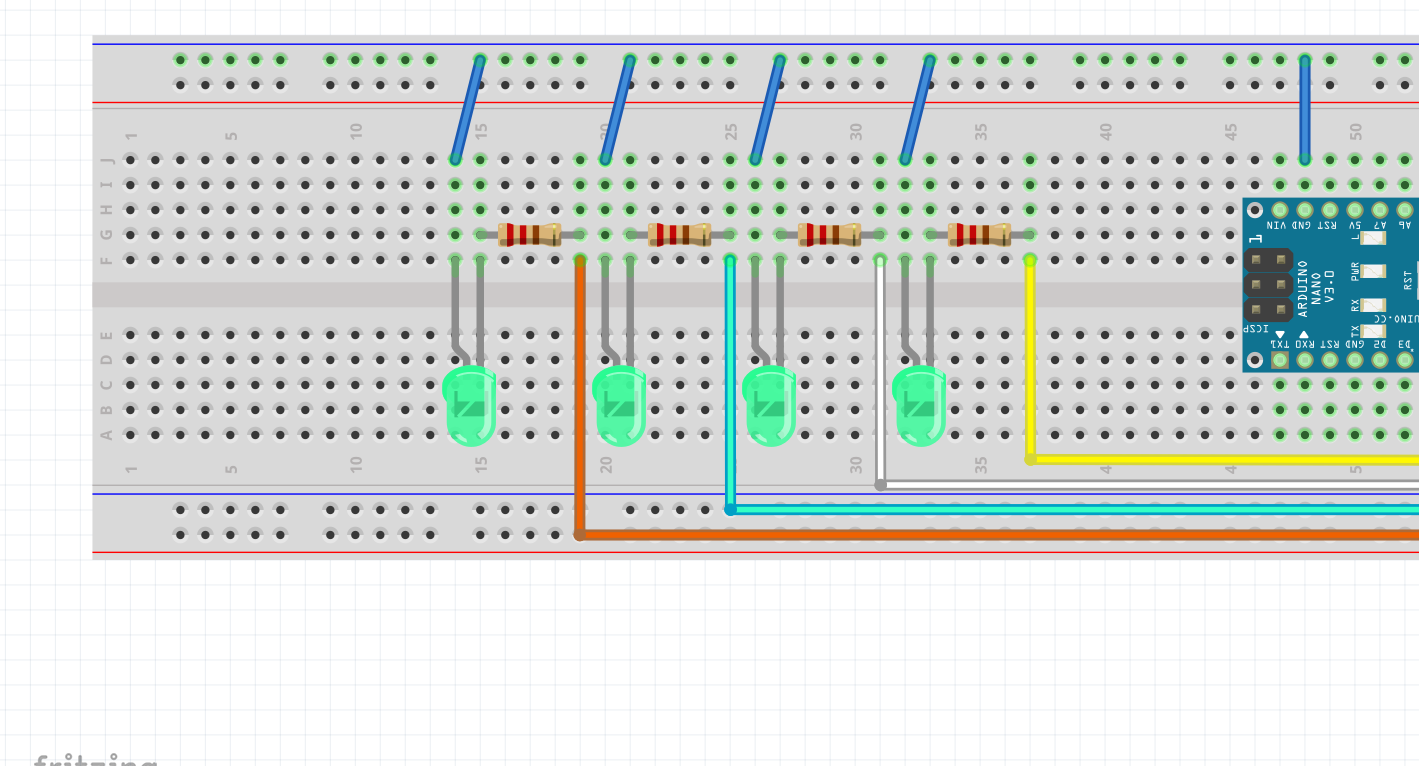 1 5 10 15 20 25 30 35 40 45 50
J
I
H
G
F
VIN GND RST 5V A7 A6
1
L
PWR
RX
TX
RST
ARDUINO
NANO
V3.0
ICSP
UINO.CC
TX1 RX0 RST GND D2 D3
E
D
C
B
A
1 5 10 15 20 30 35 4 4 5
fritzing